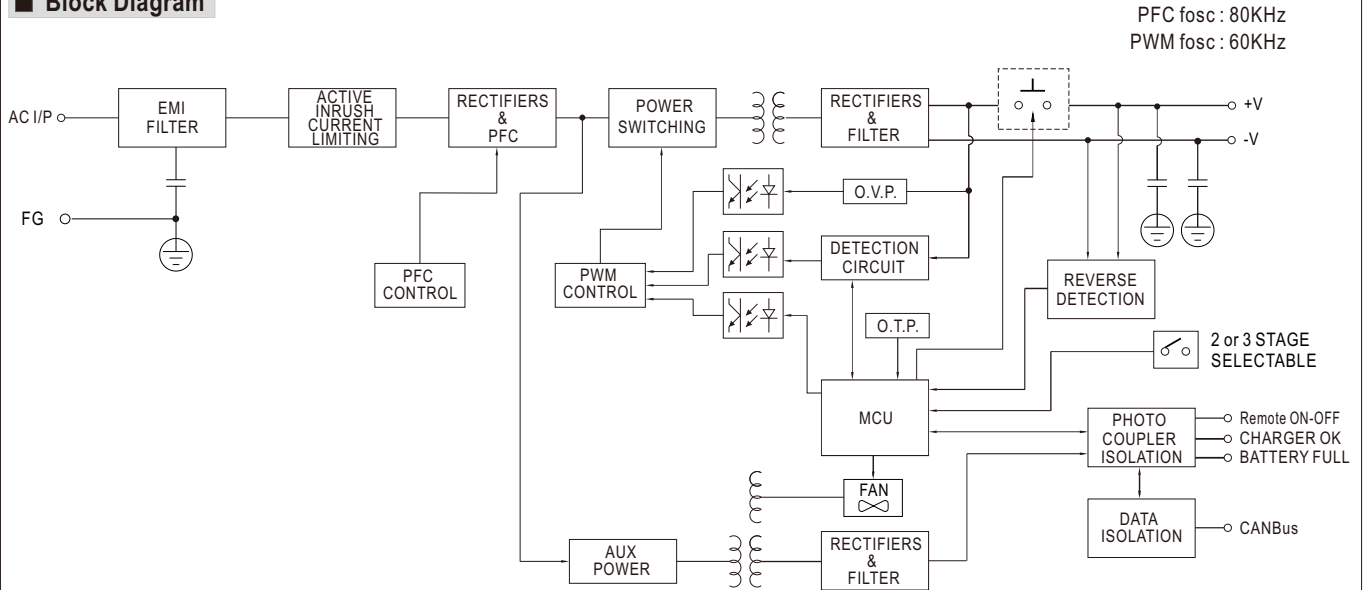 ■ Block Diagram
PFC fosc : 80KHz
PWM fosc : 60KHz
AC I/P
EMI
FILTER
ACTIVE
INRUSH
CURRENT
LIMITING
RECTIFIERS
&
PFC
POWER
SWITCHING
RECTIFIERS
&
FILTER
+V
-V
FG
O.V.P.
DETECTION
CIRCUIT
PFC
CONTROL
PWM
CONTROL
REVERSE
DETECTION
O.T.P.
2 or 3 STAGE
SELECTABLE
MCU
PHOTO
COUPLER
ISOLATION
Remote ON-OFF
CHARGER OK
BATTERY FULL
FAN
DATA
ISOLATION
CANBus
AUX
POWER
RECTIFIERS
&
FILTER